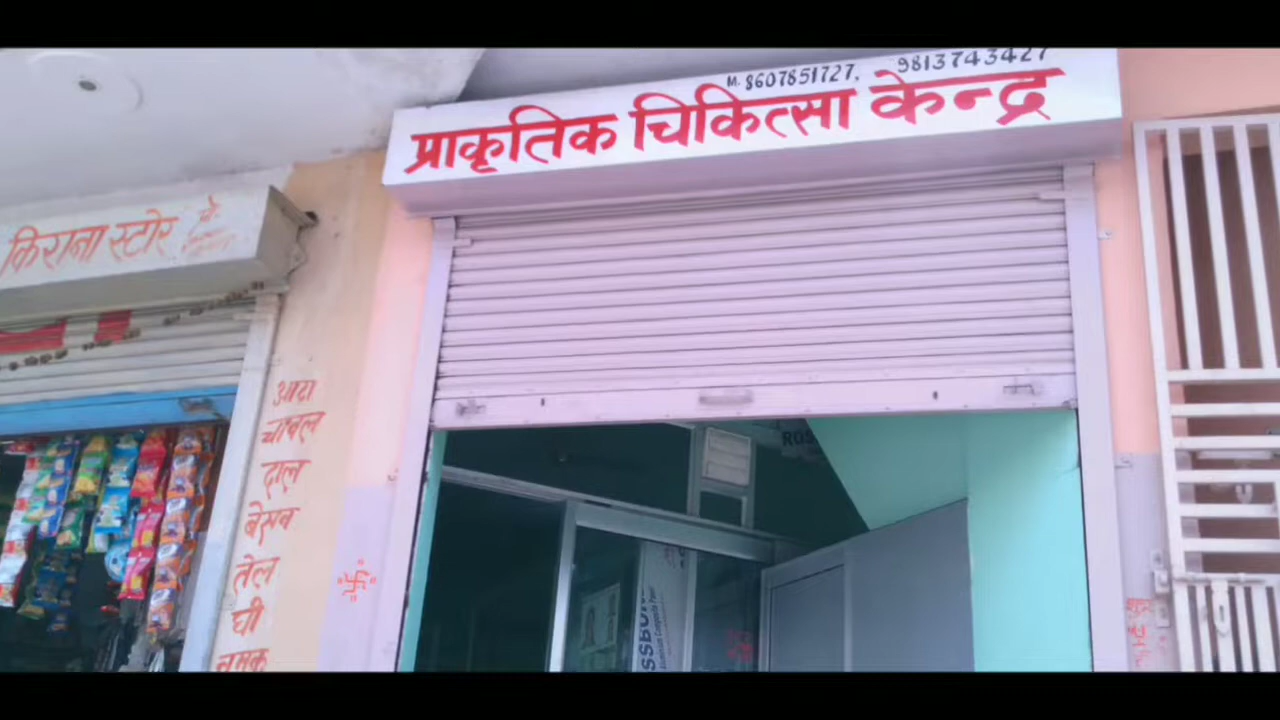 M. 8607851727, 9813743427
प्राकृतिक चिकित्सा केन्द्र
किराना स्टोर
आटा
चावल
दाल
बेसन
तेल
घी
नमक